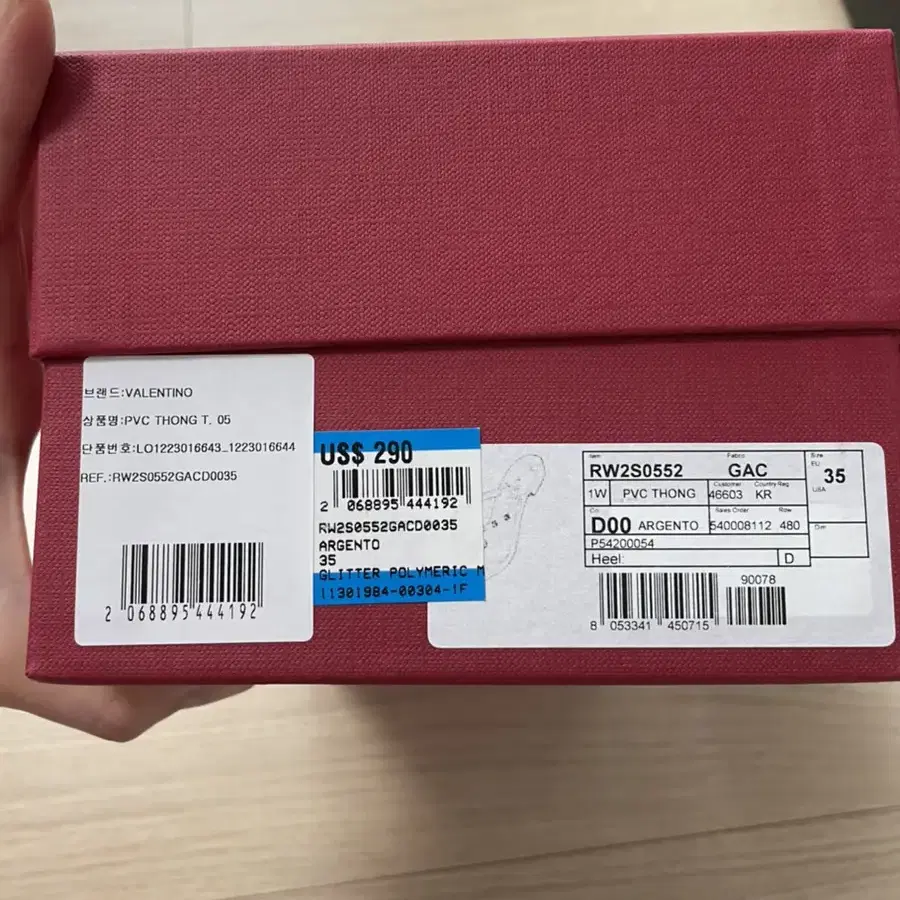 브랜드:VALENTINO
상품명:PVC THONG T. 05
단품번호:LO1223016643_1223016644
REF.:RW2S0552GACD0035
2 068895 444192
US$ 290
2 068895 444192
RW2S0552GACD0035
ARGENTO
35
GLITTER POLYMERIC M
11301984-00304-1F
Item Fabric
RW2S0552 GAC
Customer Country Reg
1W PVC THONG 46603 KR
Co Sales Order Row
D00 ARGENTO 540008112 480
P54200054
Heel: D
Size
EU 35
USA
90078
8 053341 450715